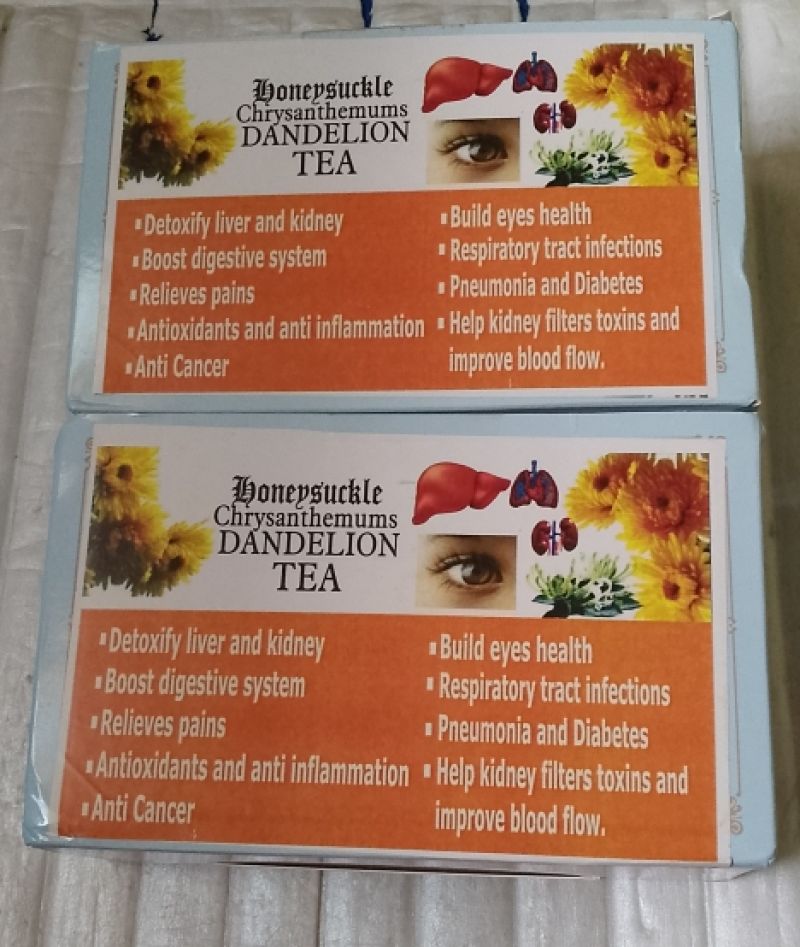 Honeysuckle
Chrysanthemums
DANDELION
TEA
▪Detoxify liver and kidney
▪Boost digestive system
▪Relieves pains
▪Antioxidants and anti inflammation
▪Anti Cancer
▪Build eyes health
▪Respiratory tract infections
▪Pneumonia and Diabetes
▪Help kidney filters toxins and
improve blood flow.
Honeysuckle
Chrysanthemums
DANDELION
TEA
▪Detoxify liver and kidney
▪Boost digestive system
▪Relieves pains
▪Antioxidants and anti inflammation
▪Anti Cancer
▪Build eyes health
▪Respiratory tract infections
▪Pneumonia and Diabetes
▪Help kidney filters toxins and
improve blood flow.